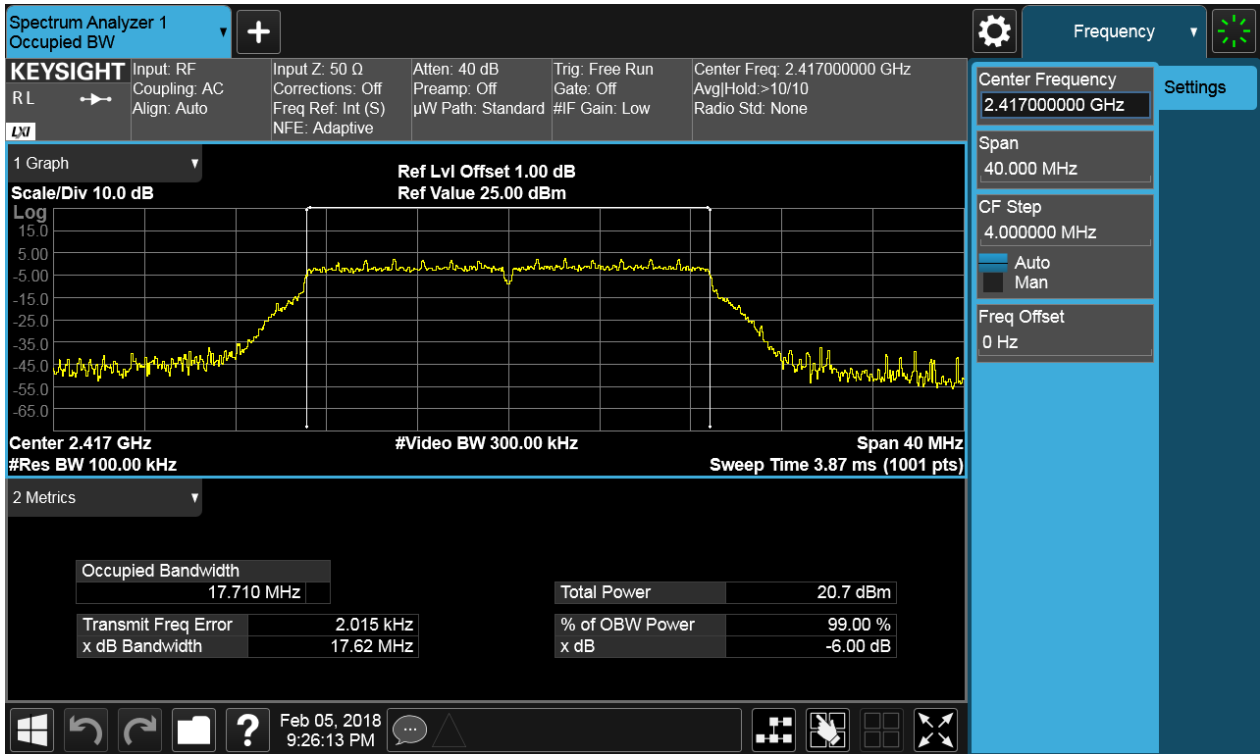 Spectrum Analyzer 1
Occupied BW
Frequency
KEYSIGHT
R L
LXI
Input: RF
Coupling: AC
Align: Auto
Input Z: 50 Ω
Corrections: Off
Freq Ref: Int (S)
NFE: Adaptive
Atten: 40 dB
Preamp: Off
µW Path: Standard
Trig: Free Run
Gate: Off
#IF Gain: Low
Center Freq: 2.417000000 GHz
Avg|Hold:>10/10
Radio Std: None
Center Frequency
2.417000000 GHz
Settings
Span
40.000 MHz
CF Step
4.000000 MHz
Auto
Man
Freq Offset
0 Hz
1 Graph
Scale/Div 10.0 dB
Ref Lvl Offset 1.00 dB
Ref Value 25.00 dBm
Log
15.0
5.00
-5.00
-15.0
-25.0
-35.0
-45.0
-55.0
-65.0
Center 2.417 GHz
#Res BW 100.00 kHz
#Video BW 300.00 kHz
Span 40 MHz
Sweep Time 3.87 ms (1001 pts)
2 Metrics
Occupied Bandwidth
17.710 MHz
Transmit Freq Error 2.015 kHz
x dB Bandwidth 17.62 MHz
Total Power 20.7 dBm
% of OBW Power 99.00 %
x dB -6.00 dB
Feb 05, 2018
9:26:13 PM